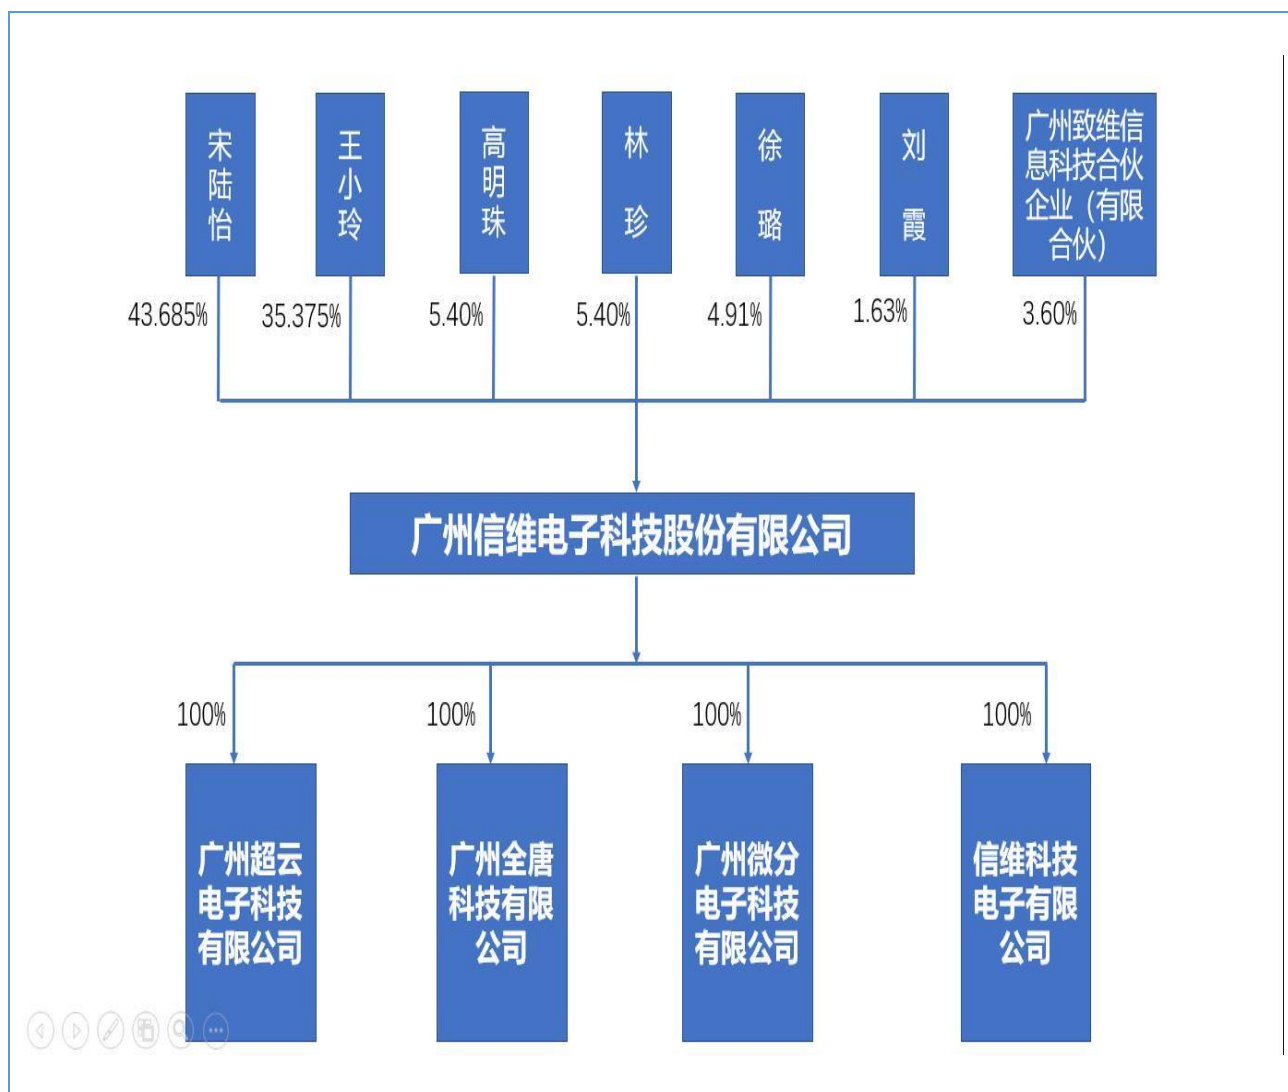 宋陆怡
王小玲
高明珠
林珍
徐璐
刘霞
广州致维信
息科技合伙
企业（有限
合伙）
43.685%
35.375%
5.40%
5.40%
4.91%
1.63%
3.60%
广州信维电子科技股份有限公司
100%
100%
100%
100%
广州超云
电子科技
有限公司
广州全唐
科技有限
公司
广州微分
电子科技
有限公司
信维科技
电子有限
公司